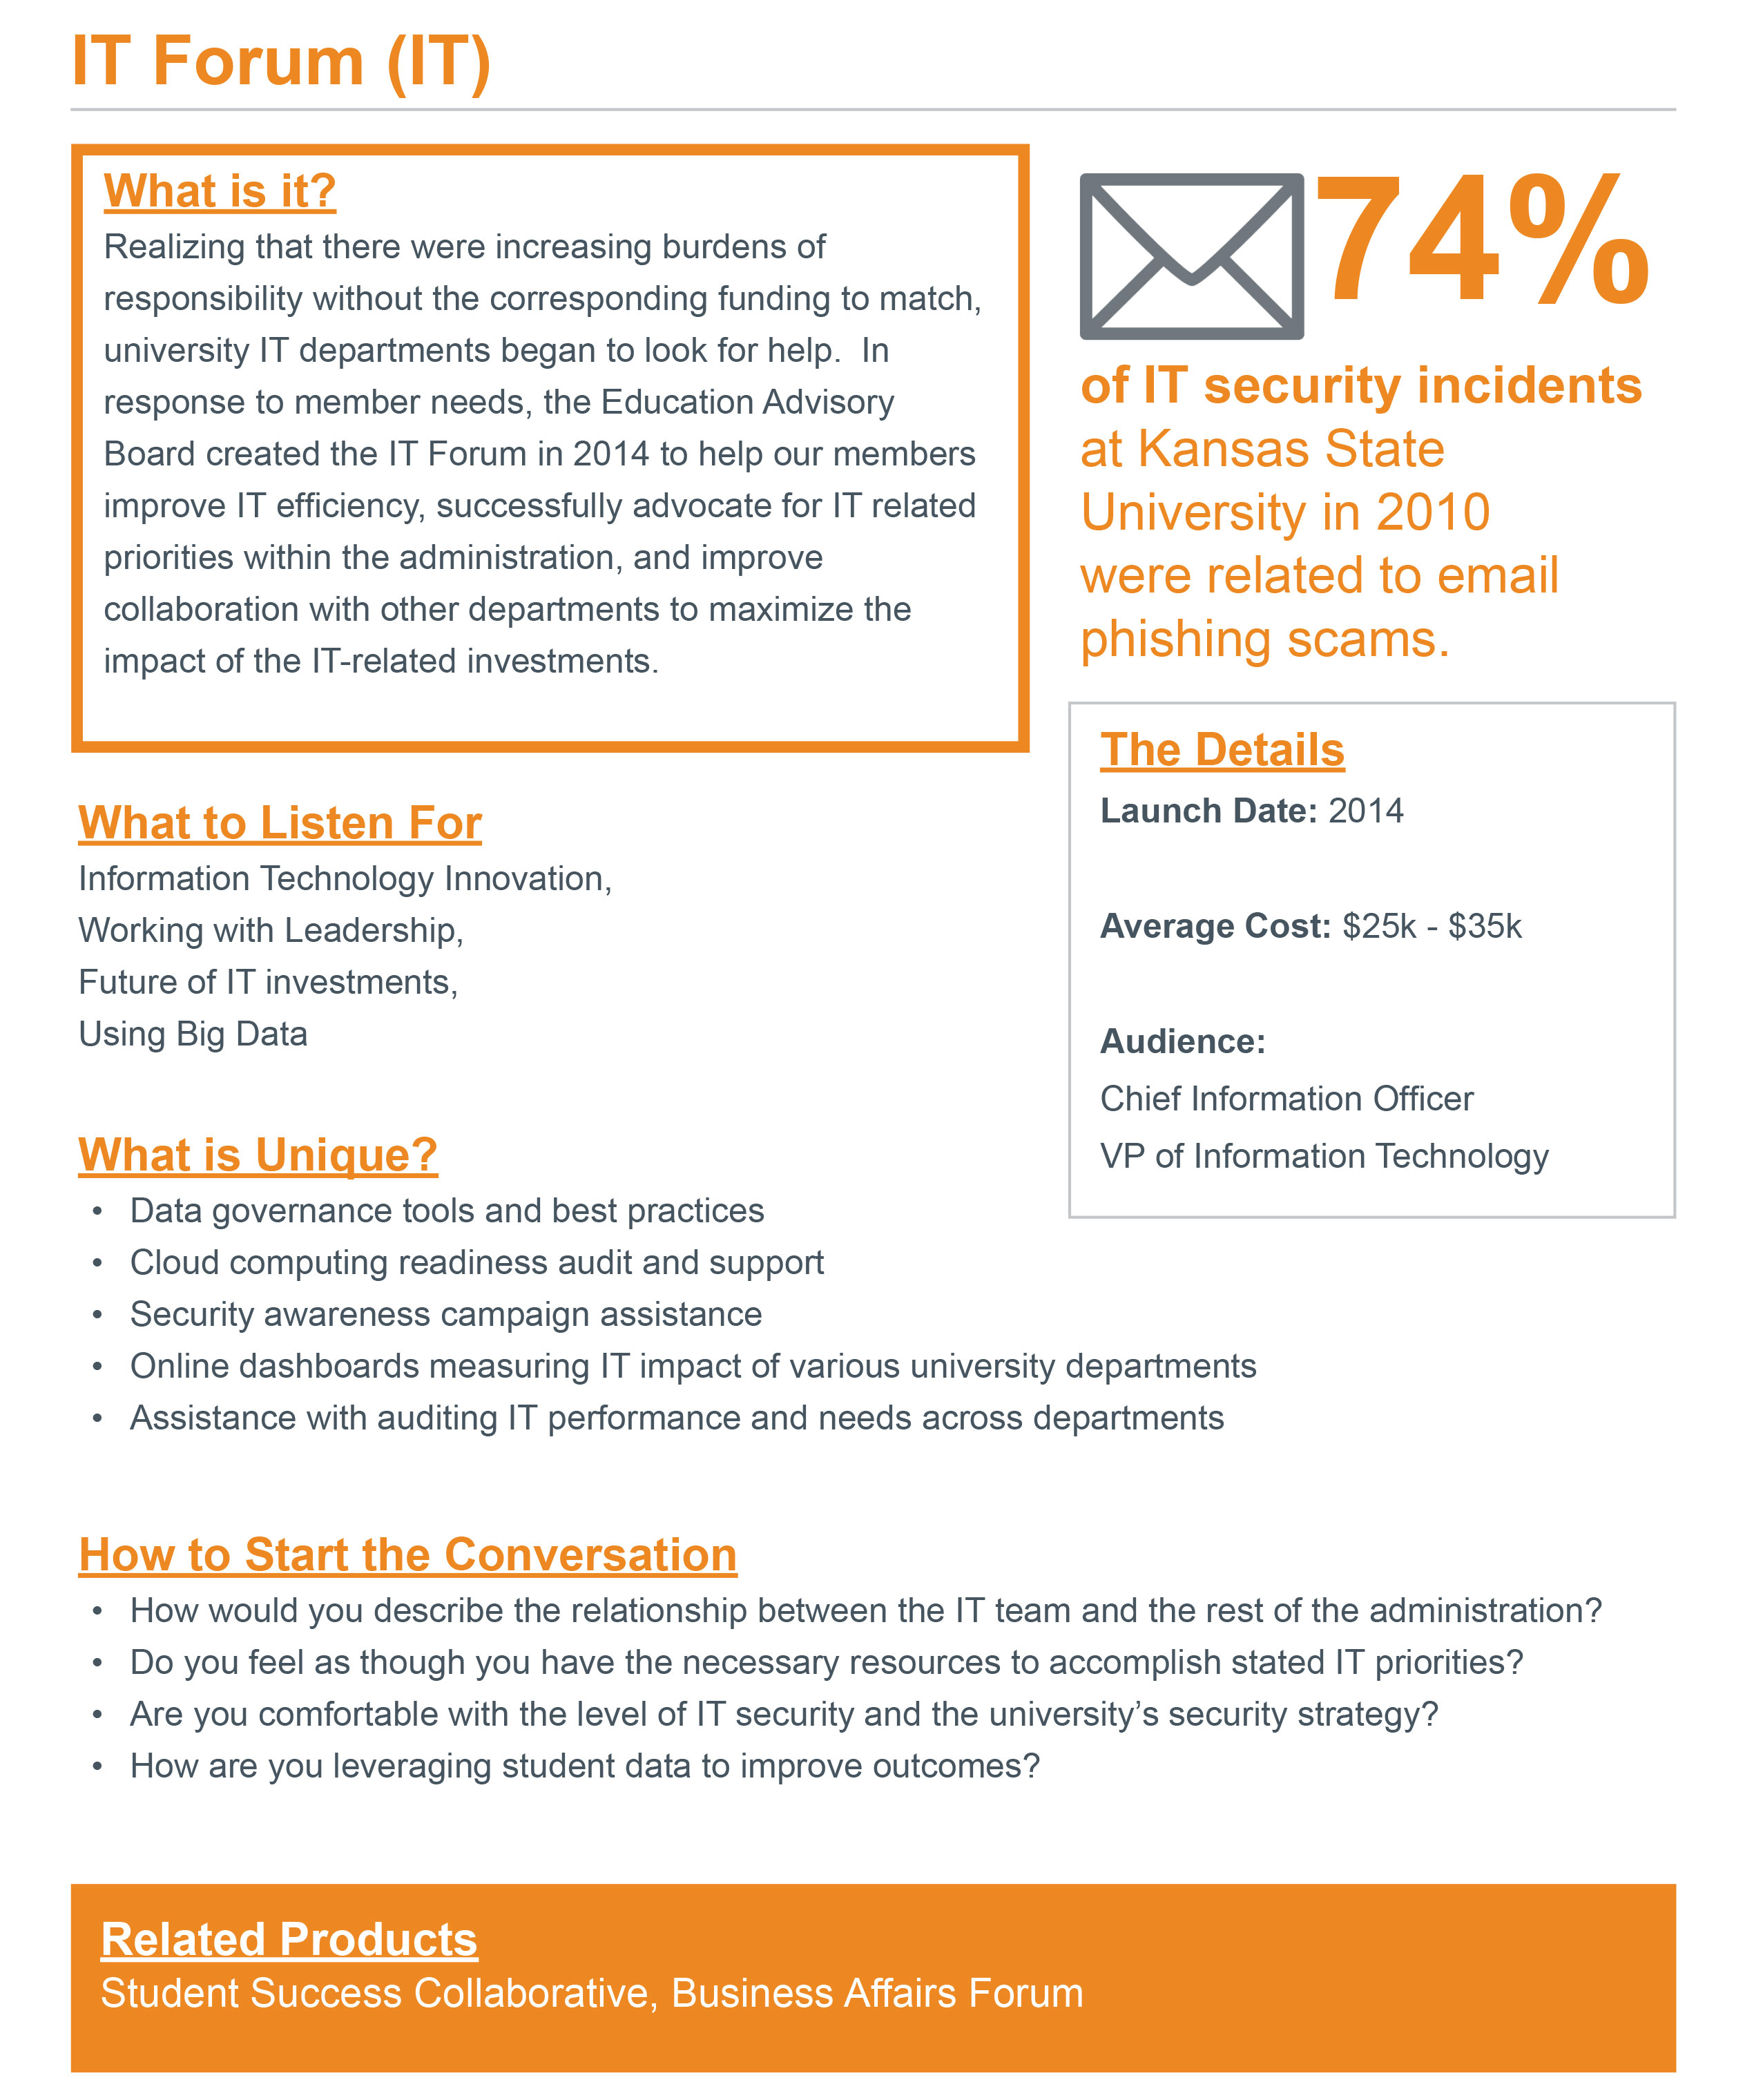 IT Forum (IT)
What is it?
Realizing that there were increasing burdens of
responsibility without the corresponding funding to match,
university IT departments began to look for help.  In
response to member needs, the Education Advisory
Board created the IT Forum in 2014 to help our members
improve IT efficiency, successfully advocate for IT related
priorities within the administration, and improve
collaboration with other departments to maximize the
impact of the IT-related investments.
74%
of IT security incidents
at Kansas State
University in 2010
were related to email
phishing scams.
The Details
Launch Date: 2014
Average Cost: $25k - $35k
Audience:
Chief Information Officer
VP of Information Technology
What to Listen For
Information Technology Innovation,
Working with Leadership,
Future of IT investments,
Using Big Data
What is Unique?
• Data governance tools and best practices
• Cloud computing readiness audit and support
• Security awareness campaign assistance
• Online dashboards measuring IT impact of various university departments
• Assistance with auditing IT performance and needs across departments
How to Start the Conversation
• How would you describe the relationship between the IT team and the rest of the administration?
• Do you feel as though you have the necessary resources to accomplish stated IT priorities?
• Are you comfortable with the level of IT security and the university’s security strategy?
• How are you leveraging student data to improve outcomes?
Related Products
Student Success Collaborative, Business Affairs Forum